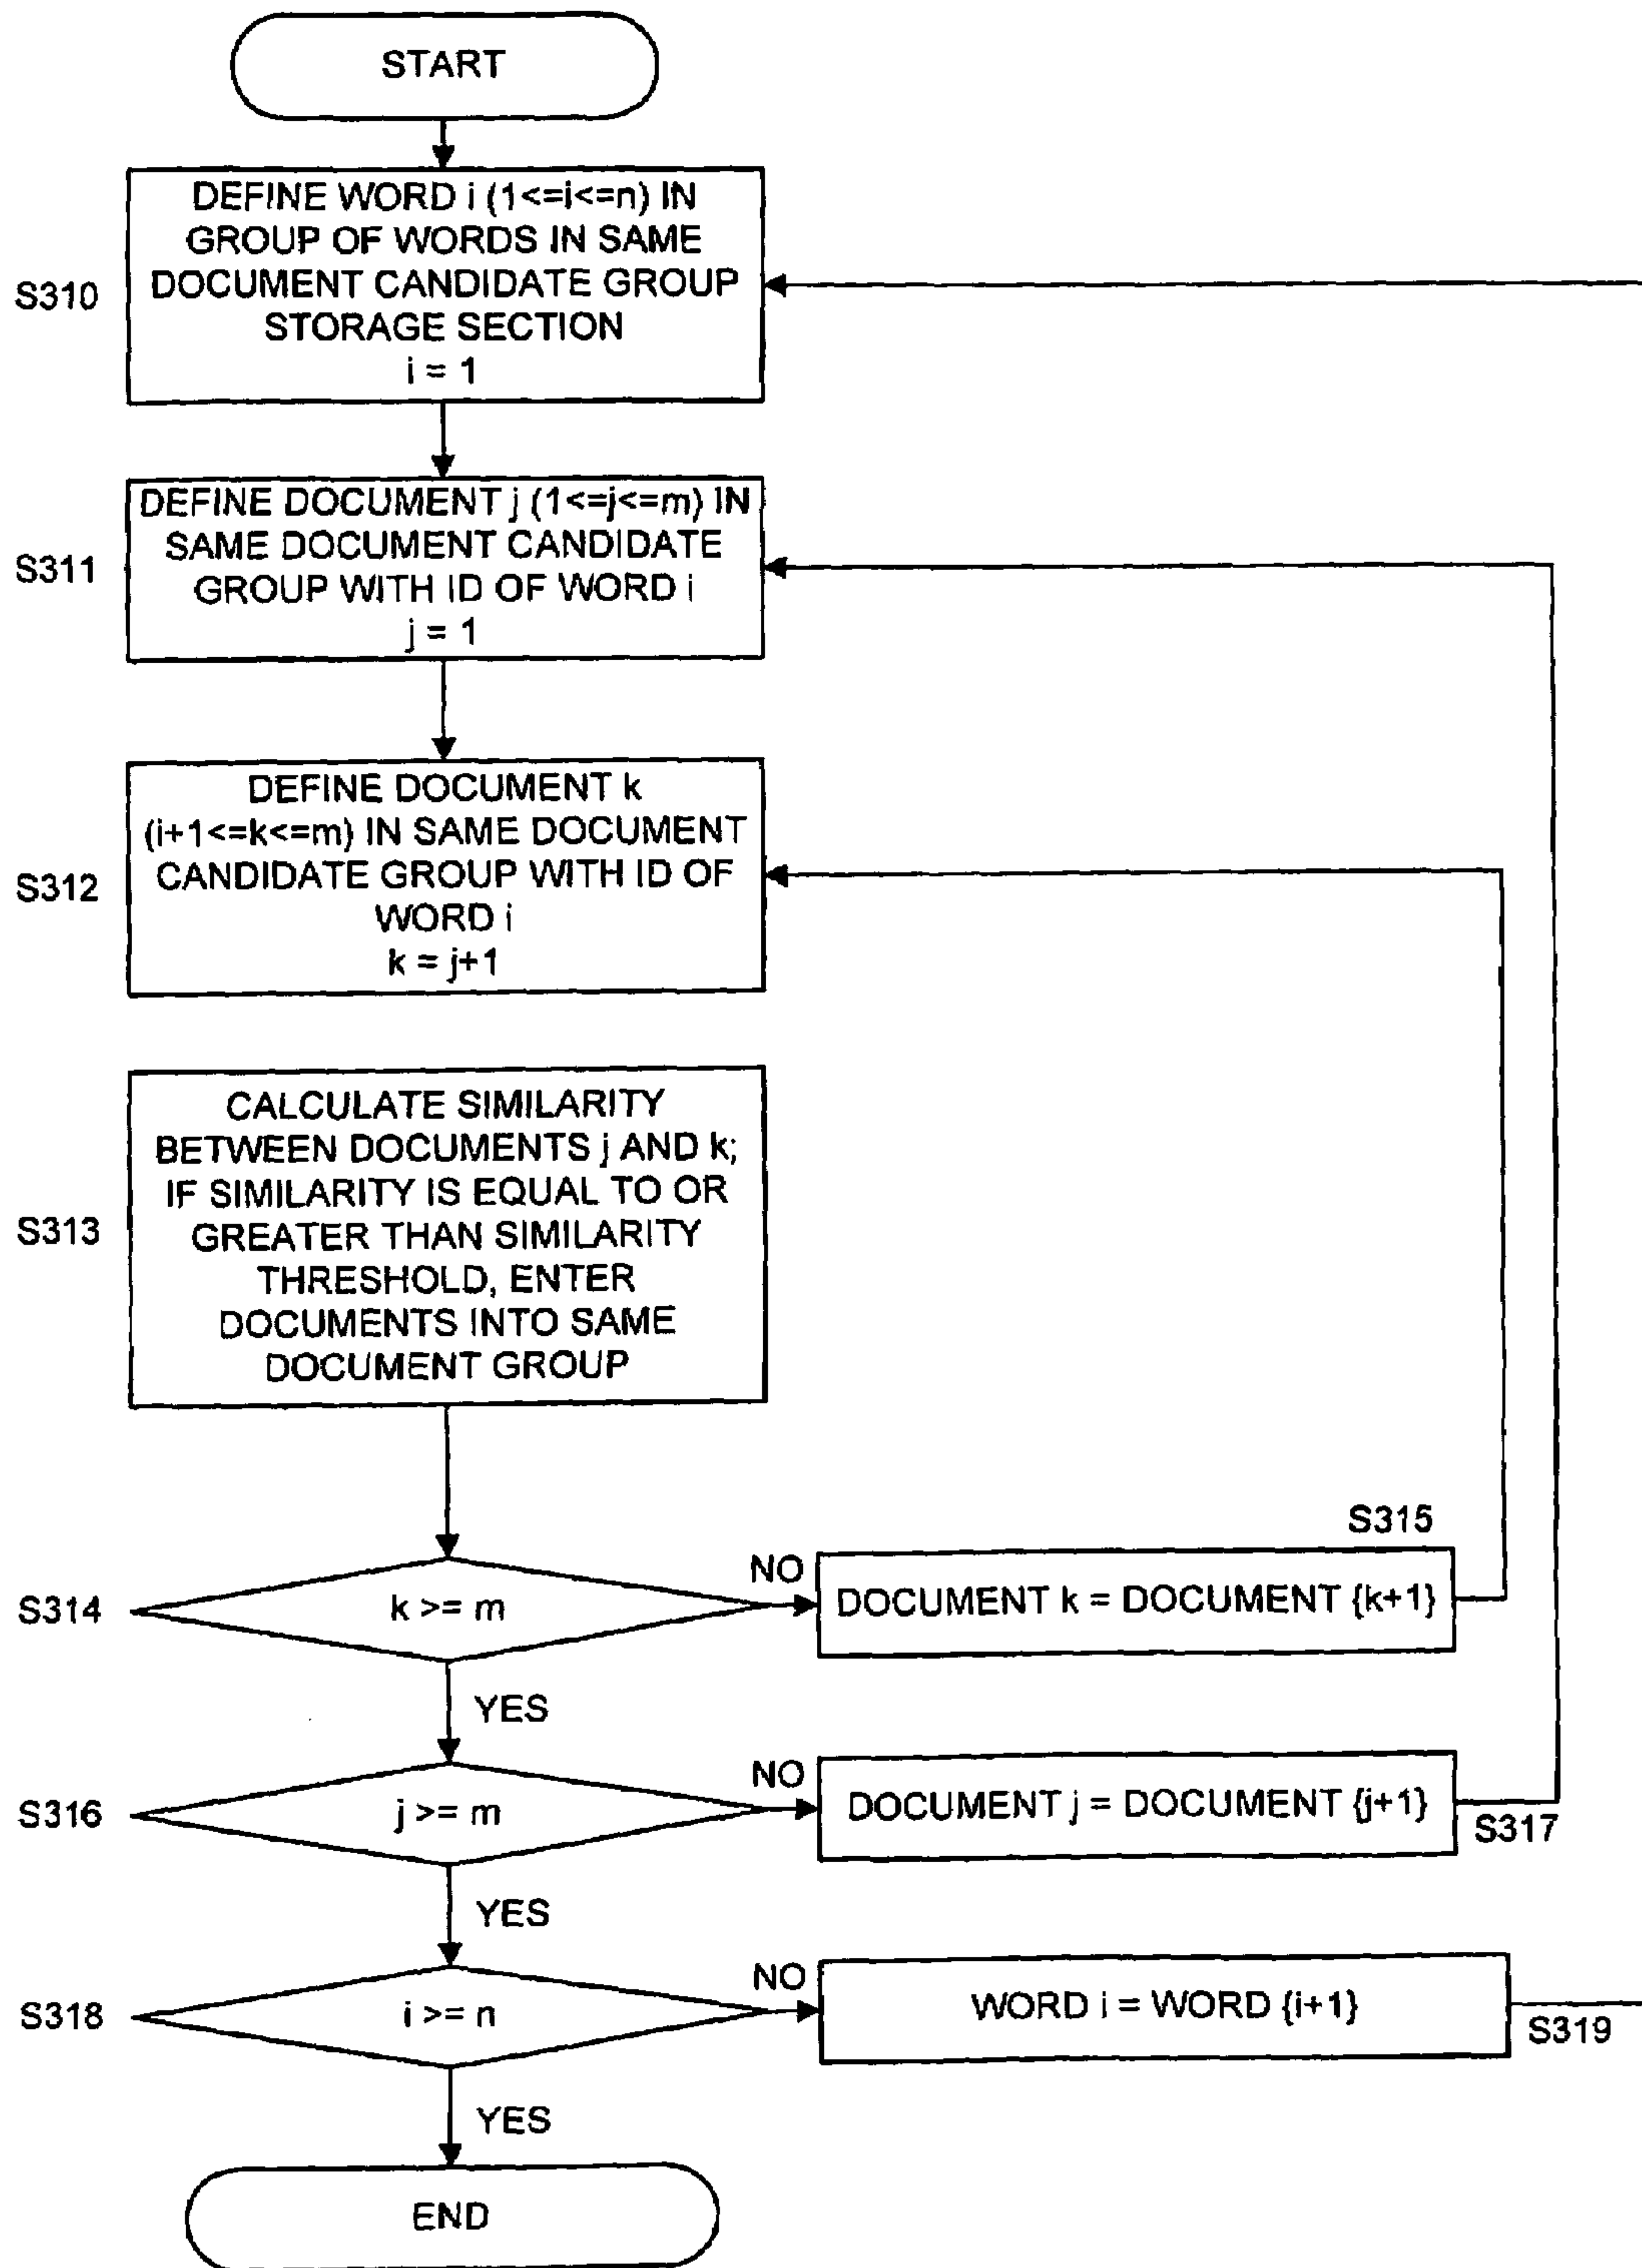 START
DEFINE WORD i (1<=i<=n) IN
GROUP OF WORDS IN SAME
DOCUMENT CANDIDATE GROUP
STORAGE SECTION
i = 1
S310
DEFINE DOCUMENT j (1<=j<=m) IN
SAME DOCUMENT CANDIDATE
GROUP WITH ID OF WORD i
j = 1
S311
DEFINE DOCUMENT k
(i+1<=k<=m) IN SAME DOCUMENT
CANDIDATE GROUP WITH ID OF
WORD i
k = j+1
S312
CALCULATE SIMILARITY
BETWEEN DOCUMENTS j AND k;
IF SIMILARITY IS EQUAL TO OR
GREATER THAN SIMILARITY
THRESHOLD, ENTER
DOCUMENTS INTO SAME
DOCUMENT GROUP
S313
S314
k >= m
NO
S315
DOCUMENT k = DOCUMENT {k+1}
YES
S316
j >= m
NO
DOCUMENT j = DOCUMENT {j+1}
S317
YES
S318
i >= n
NO
WORD i = WORD {i+1}
S319
YES
END